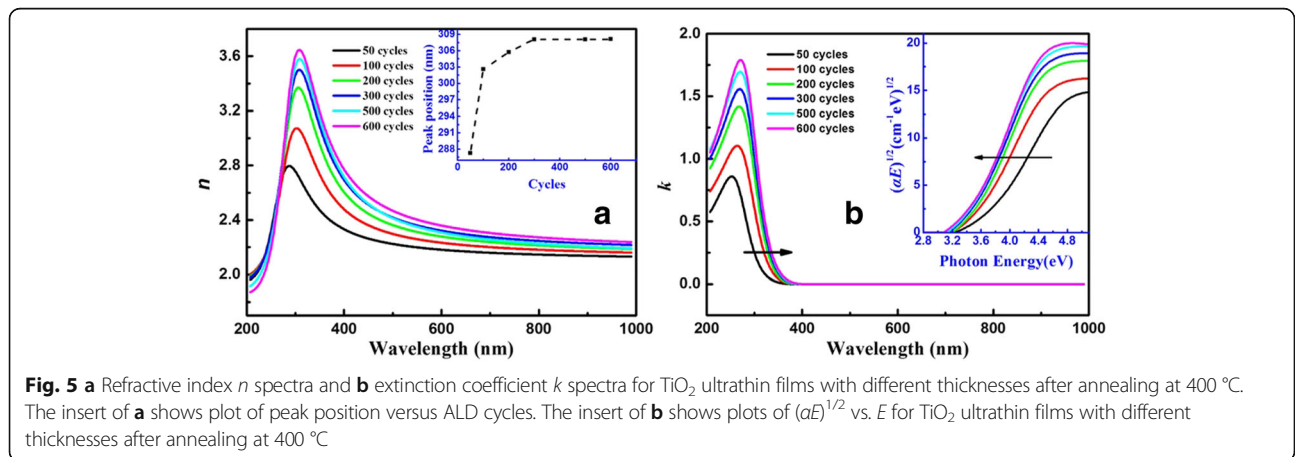 3.6
3.2
2.8
2.4
2.0
n
200 400 600 800 1000
Wavelength (nm)
50 cycles
100 cycles
200 cycles
300 cycles
500 cycles
600 cycles
309
306
303
300
297
294
291
288
Peak position (nm)
0 200 400 600
Cycles
a
2.0
1.5
1.0
0.5
0.0
k
200 400 600 800 1000
Wavelength (nm)
50 cycles
100 cycles
200 cycles
300 cycles
500 cycles
600 cycles
20
15
10
5
0
(αE)1/2(cm-1eV)1/2
2.8 3.2 3.6 4.0 4.4 4.8
Photon Energy(eV)
b
Fig. 5 a Refractive index n spectra and b extinction coefficient k spectra for TiO2 ultrathin films with different thicknesses after annealing at 400 °C.
The insert of a shows plot of peak position versus ALD cycles. The insert of b shows plots of (αE)1/2 vs. E for TiO2 ultrathin films with different
thicknesses after annealing at 400 °C